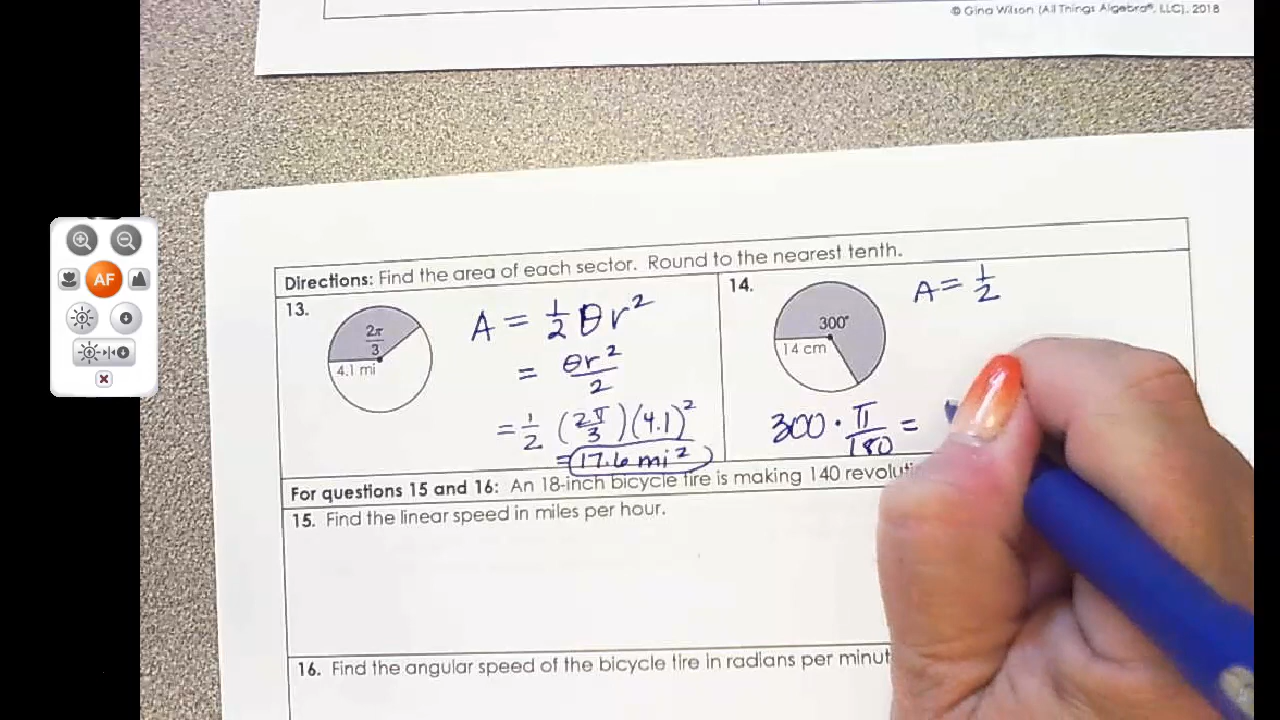 © Gina Wilson (All Things Algebra®, LLC), 2018
AF
Directions: Find the area of each sector. Round to the nearest tenth.
13.
2π/3
4.1 mi
A = 1/2 θr²
= θr²/2
= 1/2 (2π/3)(4.1)²
= 17.6 mi²
14.
300°
14 cm
A = 1/2
300 · π/180 =
For questions 15 and 16: An 18-inch bicycle tire is making 140
15. Find the linear speed in miles per hour.
16. Find the angular speed of the bicycle tire in radians per